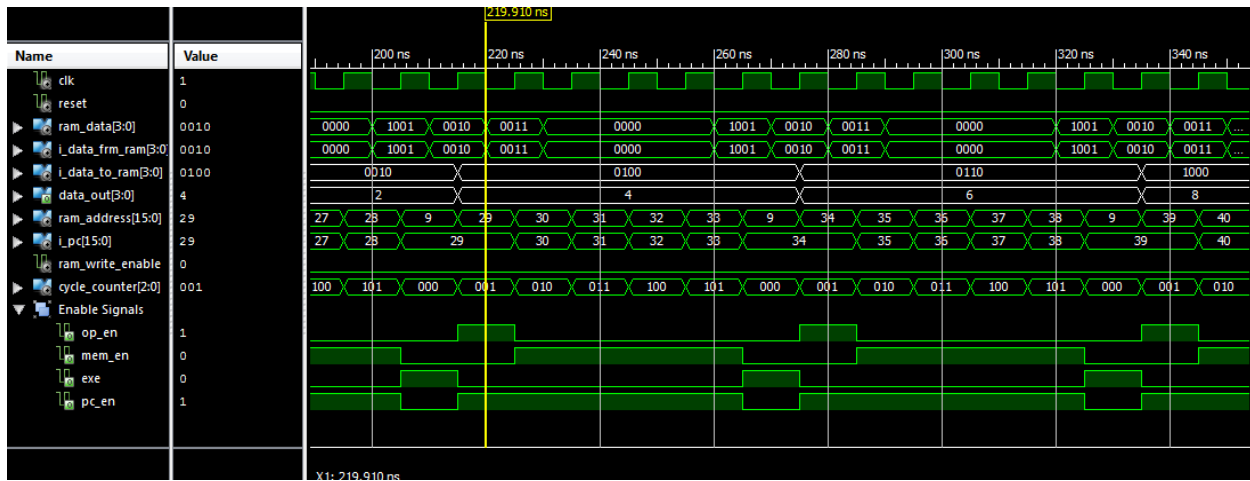 219.910 ns
Name Value 200 ns 220 ns 240 ns 260 ns 280 ns 300 ns 320 ns 340 ns
clk 1
reset 0
ram_data[3:0] 0010 0000 1001 0010 0011 0000 1001 0010 0011 0000 1001 0010 0011 ...
i_data_frm_ram[3:0] 0010 0000 1001 0010 0011 0000 1001 0010 0011 0000 1001 0010 0011 ...
i_data_to_ram[3:0] 0100 0010 0100 0110 1000
data_out[3:0] 4 2 4 6 8
ram_address[15:0] 29 27 28 9 29 30 31 32 33 9 34 35 36 37 38 9 39 40
i_pc[15:0] 29 27 28 29 30 31 32 33 34 35 36 37 38 39 40
ram_write_enable 0
cycle_counter[2:0] 001 100 101 000 001 010 011 100 101 000 001 010 011 100 101 000 001 010
Enable Signals
op_en 1
mem_en 0
exe 0
pc_en 1
X1: 219.910 ns